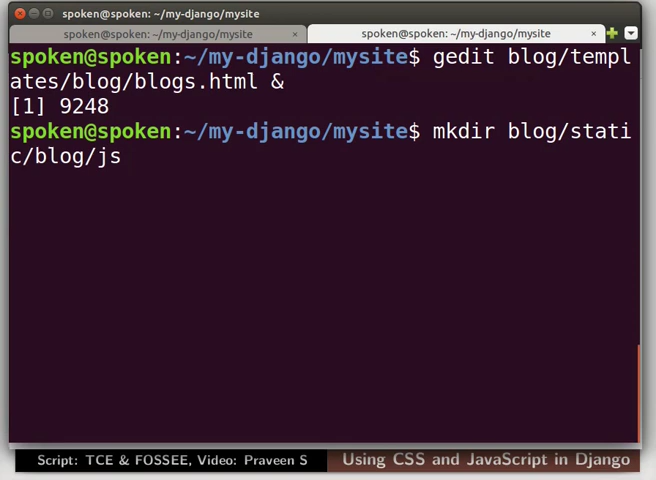 spoken@spoken: ~/my-django/mysite
spoken@spoken: ~/my-django/mysite × spoken@spoken: ~/my-django/mysite ×
spoken@spoken:~/my-django/mysite$ gedit blog/templ
ates/blog/blogs.html &
[1] 9248
spoken@spoken:~/my-django/mysite$ mkdir blog/stati
c/blog/js
Script: TCE & FOSSEE, Video: Praveen S Using CSS and JavaScript in Django